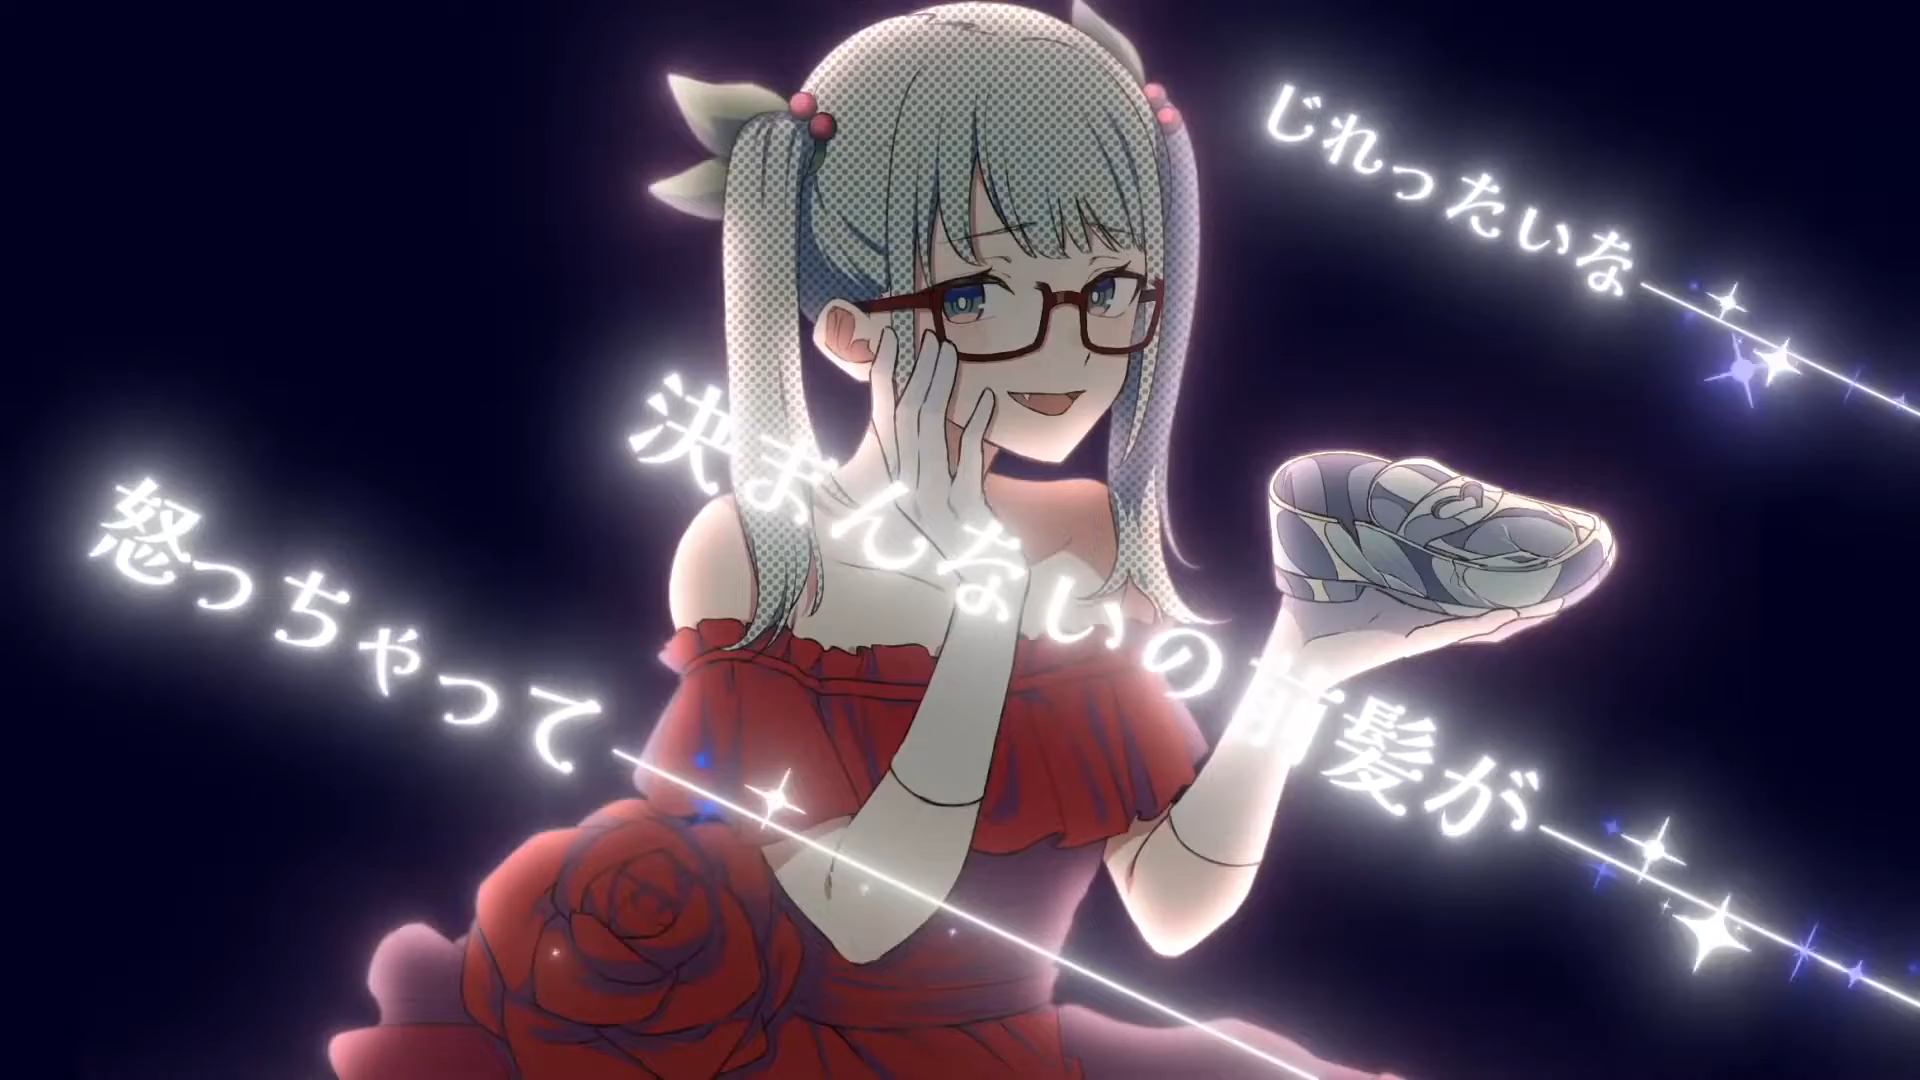 じれったいな
決まんないの前髪が
怒っちゃって